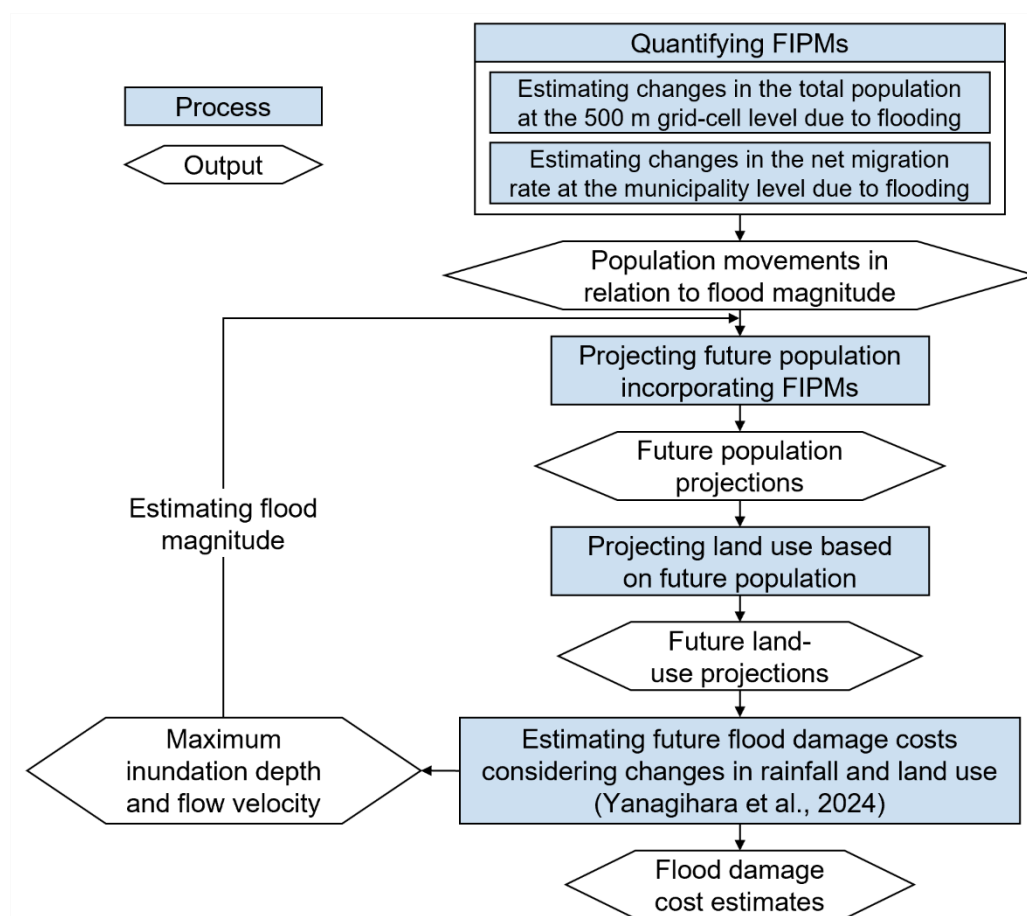 Quantifying FIPMs
Estimating changes in the total population
at the 500 m grid-cell level due to flooding
Estimating changes in the net migration
rate at the municipality level due to flooding
Process
Output
Population movements in
relation to flood magnitude
Projecting future population
incorporating FIPMs
Future population
projections
Estimating flood
magnitude
Projecting land use based
on future population
Future land-
use projections
Maximum
inundation depth
and flow velocity
Estimating future flood damage costs
considering changes in rainfall and land use
(Yanagihara et al., 2024)
Flood damage
cost estimates